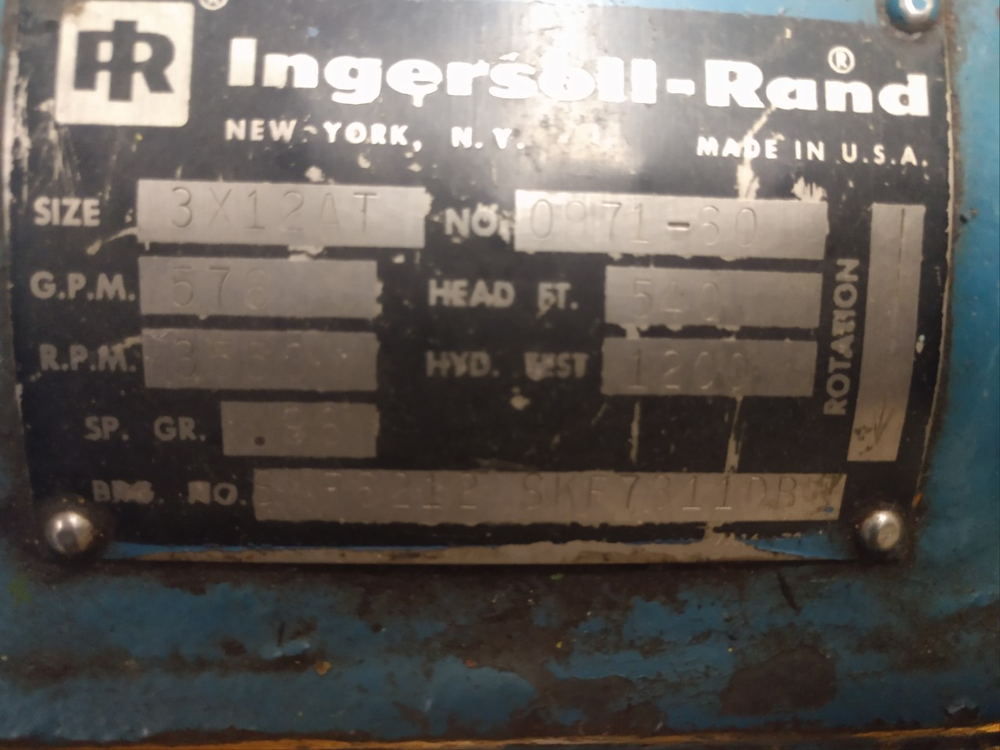 IR ®
Ingersoll-Rand ®
NEW YORK, N.Y. MADE IN U.S.A.
SIZE 3X12AT NO. 0971-60
G.P.M. 576 HEAD FT. 540
R.P.M. HYD. TEST 1200
SP. GR.
ROTATION
BRG. NO. SKF7311DB